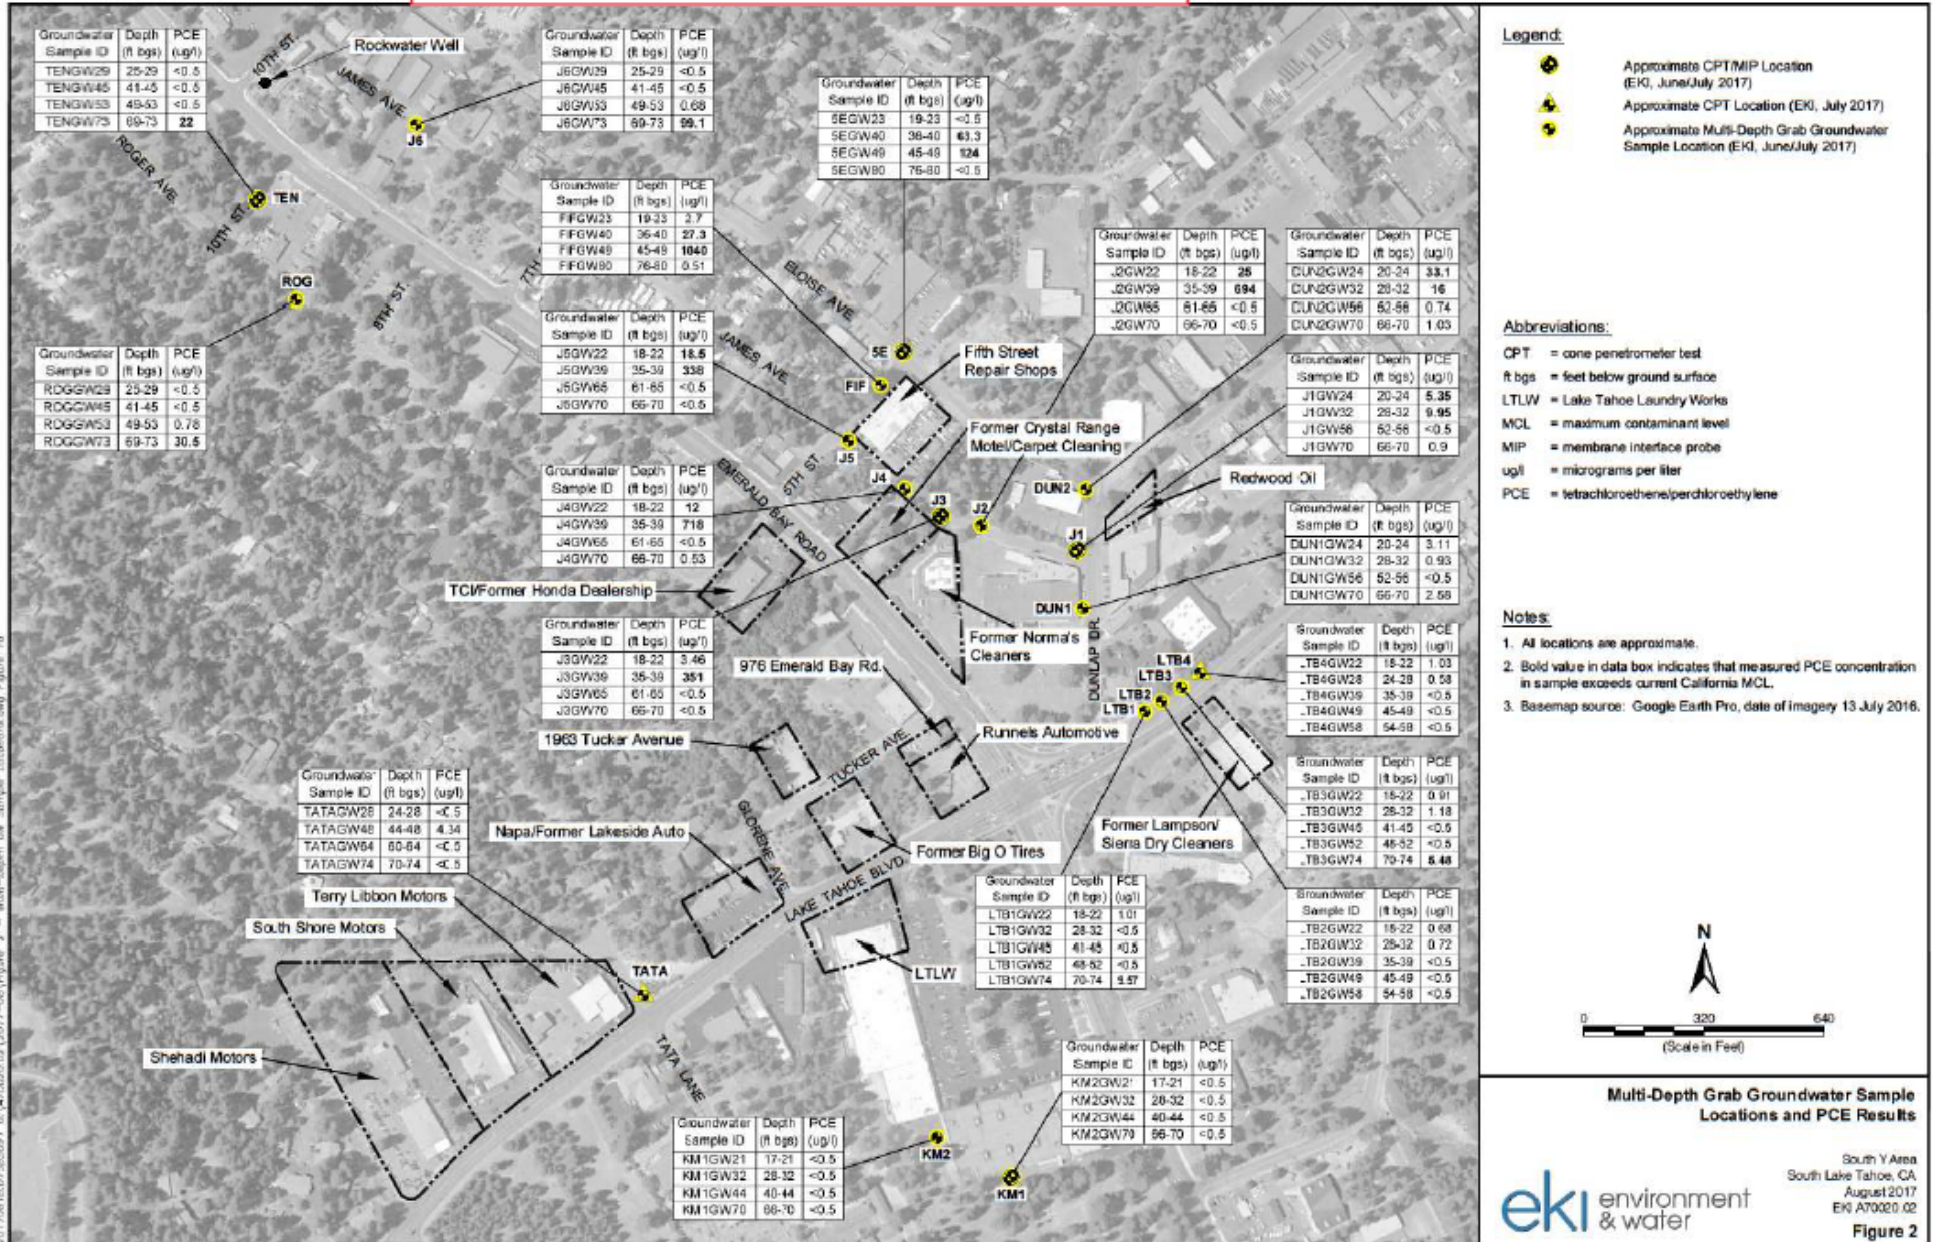 Groundwater Depth PCE
Sample ID (ft bgs) (ug/l)
TENGW29 25-29 <0.5
TENGW45 41-45 <0.5
TENGW53 49-53 <0.5
TENGW73 69-73 22
10TH ST.
Rockwater Well
JAMES AVE.
J6
Groundwater Depth PCE
Sample ID (ft bgs) (ug/l)
J6GW29 25-29 <0.5
J6GW45 41-45 <0.5
J6GW53 49-53 0.68
J6GW73 69-73 99.1
Groundwater Depth PCE
Sample ID (ft bgs) (ug/l)
5EGW23 19-23 <0.5
5EGW40 36-40 63.3
5EGW49 45-49 124
5EGW80 76-80 <0.5
ROGER AVE.
TEN
10TH ST.
ROG
8TH ST.
7TH
Groundwater Depth PCE
Sample ID (ft bgs) (ug/l)
FIFGW23 19-23 2.7
FIFGW40 36-40 27.3
FIFGW49 45-49 1040
FIFGW80 76-80 0.51
ELOISE AVE.
Groundwater Depth PCE
Sample ID (ft bgs) (ug/l)
J2GW22 18-22 25
J2GW39 35-39 694
J2GW65 61-65 <0.5
J2GW70 66-70 <0.5
Groundwater Depth PCE
Sample ID (ft bgs) (ug/l)
DUN2GW24 20-24 33.1
DUN2GW32 28-32 16
DUN2GW56 52-56 0.74
DUN2GW70 66-70 1.03
Groundwater Depth PCE
Sample ID (ft bgs) (ug/l)
ROGGW29 25-29 <0.5
ROGGW45 41-45 <0.5
ROGGW53 49-53 0.78
ROGGW73 69-73 30.5
Groundwater Depth PCE
Sample ID (ft bgs) (ug/l)
J5GW22 18-22 18.5
J5GW39 35-39 338
J5GW65 61-65 <0.5
J5GW70 66-70 <0.5
JAMES AVE.
5E
FIF
Fifth Street
Repair Shops
J5
Former Crystal Range
Motel/Carpet Cleaning
Groundwater Depth PCE
Sample ID (ft bgs) (ug/l)
J1GW24 20-24 5.35
J1GW32 28-32 9.95
J1GW56 52-56 <0.5
J1GW70 66-70 0.9
Groundwater Depth PCE
Sample ID (ft bgs) (ug/l)
J4GW22 18-22 12
J4GW39 35-39 718
J4GW65 61-65 <0.5
J4GW70 66-70 0.53
EMERALD BAY ROAD
5TH ST.
J4
J3
J2
DUN2
J1
Redwood Oil
Groundwater Depth PCE
Sample ID (ft bgs) (ug/l)
DUN1GW24 20-24 3.11
DUN1GW32 28-32 0.93
DUN1GW56 52-56 <0.5
DUN1GW70 66-70 2.58
TCI/Former Honda Dealership
DUN1
DUNLAP DR.
Former Norma's
Cleaners
Groundwater Depth PCE
Sample ID (ft bgs) (ug/l)
J3GW22 18-22 3.46
J3GW39 35-39 351
J3GW65 61-65 <0.5
J3GW70 66-70 <0.5
976 Emerald Bay Rd.
LTB4
LTB3
LTB2
LTB1
Groundwater Depth PCE
Sample ID (ft bgs) (ug/l)
_TB4GW22 18-22 1.03
_TB4GW28 24-28 0.58
_TB4GW39 35-39 <0.5
_TB4GW49 45-49 <0.5
_TB4GW58 54-58 <0.5
1963 Tucker Avenue
TUCKER AVE.
Runnels Automotive
Groundwater Depth PCE
Sample ID (ft bgs) (ug/l)
_TB3GW22 18-22 0.91
_TB3GW32 28-32 1.18
_TB3GW45 41-45 <0.5
_TB3GW52 48-52 <0.5
_TB3GW74 70-74 5.48
Groundwater Depth PCE
Sample ID (ft bgs) (ug/l)
TATAGW28 24-28 <0.5
TATAGW48 44-48 4.34
TATAGW64 60-64 <0.5
TATAGW74 70-74 <0.5
GLORENE AVE.
Napa/Former Lakeside Auto
Former Big O Tires
Former Lampson/
Sierra Dry Cleaners
LAKE TAHOE BLVD.
Groundwater Depth PCE
Sample ID (ft bgs) (ug/l)
LTB1GW22 18-22 1.01
LTB1GW32 28-32 <0.5
LTB1GW45 41-45 <0.5
LTB1GW52 48-52 <0.5
LTB1GW74 70-74
Groundwater Depth PCE
Sample ID (ft bgs) (ug/l)
_TB2GW22 18-22 0.68
_TB2GW32 28-32 0.72
_TB2GW39 35-39 <0.5
_TB2GW49 45-49 <0.5
_TB2GW58 54-58 <0.5
Terry Libbon Motors
South Shore Motors
TATA
LTLW
Shehadi Motors
TATA LANE
Groundwater Depth PCE
Sample ID (ft bgs) (ug/l)
KM2GW21 17-21 <0.5
KM2GW32 28-32 <0.5
KM2GW44 40-44 <0.5
KM2GW70 66-70 <0.5
Groundwater Depth PCE
Sample ID (ft bgs) (ug/l)
KM1GW21 17-21 <0.5
KM1GW32 28-32 <0.5
KM1GW44 40-44 <0.5
KM1GW70 66-70 <0.5
KM2
KM1
Legend:
Approximate CPT/MIP Location
(EKI, June/July 2017)
Approximate CPT Location (EKI, July 2017)
Approximate Multi-Depth Grab Groundwater
Sample Location (EKI, June/July 2017)
Abbreviations:
CPT = cone penetrometer test
ft bgs = feet below ground surface
LTLW = Lake Tahoe Laundry Works
MCL = maximum contaminant level
MIP = membrane interface probe
ug/l = micrograms per liter
PCE = tetrachloroethene/perchloroethylene
Notes:
1. All locations are approximate.
2. Bold value in data box indicates that measured PCE concentration
in sample exceeds current California MCL.
3. Basemap source: Google Earth Pro, date of imagery 13 July 2016.
N
0 320 640
(Scale in Feet)
Multi-Depth Grab Groundwater Sample
Locations and PCE Results
South Y Area
South Lake Tahoe, CA
August 2017
EKI A70020.02
Figure 2
eki environment
& water